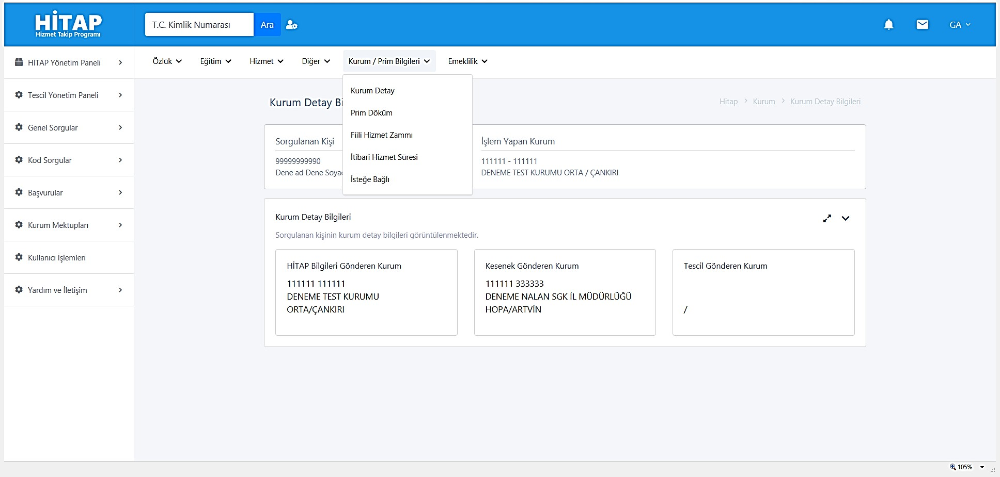 HİTAP
Hizmet Takip Programı
T.C. Kimlik Numarası Ara
GA
HİTAP Yönetim Paneli
Tescil Yönetim Paneli
Genel Sorgular
Kod Sorgular
Başvurular
Kurum Mektupları
Kullanıcı İşlemleri
Yardım ve İletişim
Özlük Eğitim Hizmet Diğer Kurum / Prim Bilgileri Emeklilik
Kurum Detay
Prim Döküm
Fiili Hizmet Zammı
İtibari Hizmet Süresi
İsteğe Bağlı
Kurum Detay
Hitap > Kurum > Kurum Detay Bilgileri
Sorgulanan Kişi
99999999990
Dene ad Dene
İşlem Yapan Kurum
111111 - 111111
DENEME TEST KURUMU ORTA / ÇANKIRI
Kurum Detay Bilgileri
Sorgulanan kişinin kurum detay bilgileri görüntülenmektedir.
HİTAP Bilgileri Gönderen Kurum
111111 111111
DENEME TEST KURUMU
ORTA/ÇANKIRI
Kesenek Gönderen Kurum
111111 333333
DENEME NALAN SGK İL MÜDÜRLÜĞÜ
HOPA/ARTVİN
Tescil Gönderen Kurum
/
105%